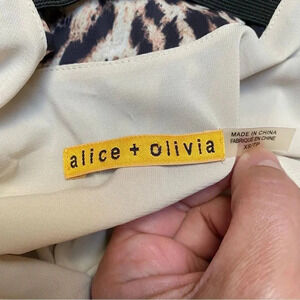 alice + olivia
MADE IN CHINA
FABRIQUÉ EN CHINE
XS/TP